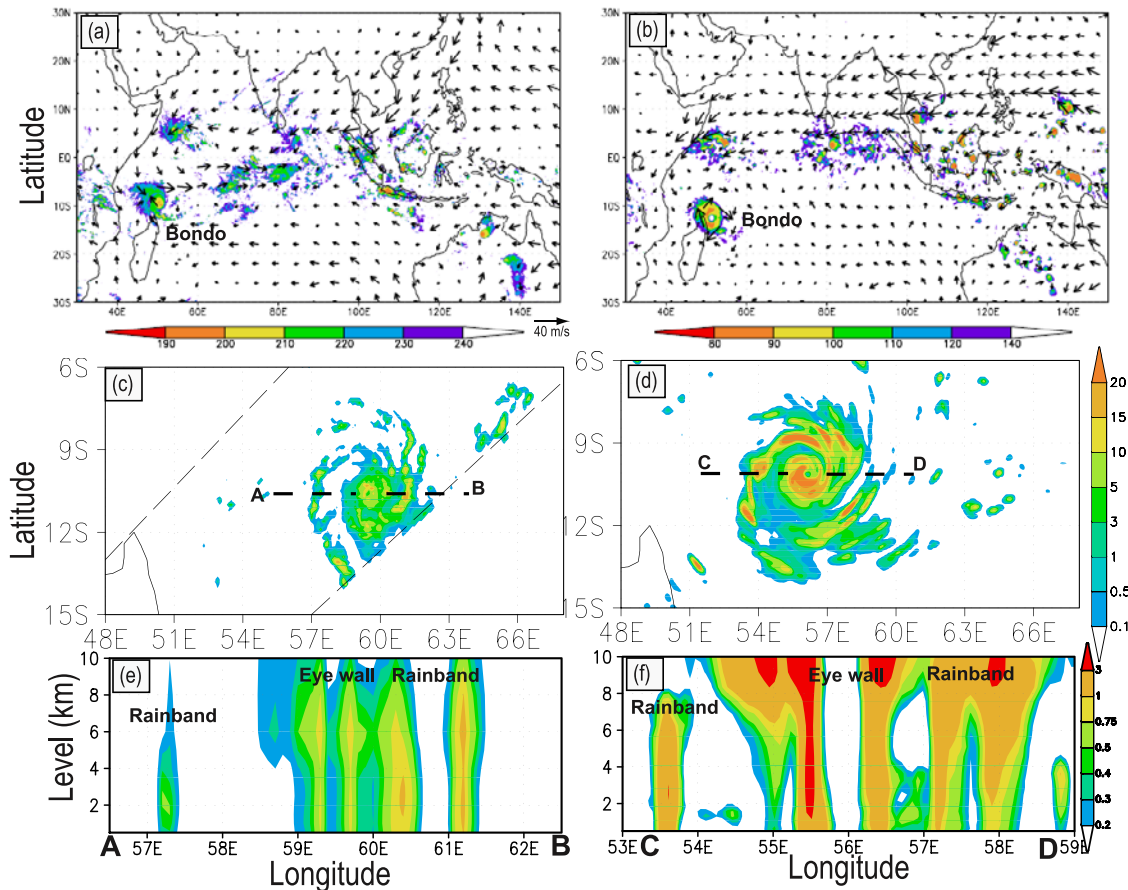 (a)
(b)
30N
20N
10N
EQ
10S
20S
30S
30N
20N
10N
EQ
10S
20S
30S
Latitude
Bondo
Bondo
40E 60E 80E 100E 120E 140E
40E 60E 80E 100E 120E 140E
190 200 210 220 230 240
40 m/s
80 90 100 110 120 140
(c)
(d)
6S
9S
12S
15S
6S
9S
12S
5S
Latitude
A B
C D
48E 51E 54E 57E 60E 63E 66E
48E 51E 54E 57E 60E 63E 66E
20
15
10
5
3
1
0.5
0.1
(e)
(f)
10
8
6
4
2
10
8
6
4
2
Level (km)
Rainband
Eye wall
Rainband
Rainband
Eye wall
Rainband
3
1
0.75
0.5
0.4
0.3
0.2
A 57E 58E 59E 60E 61E 62E B
53E C 54E 55E 56E 57E 58E D 59E
Longitude
Longitude